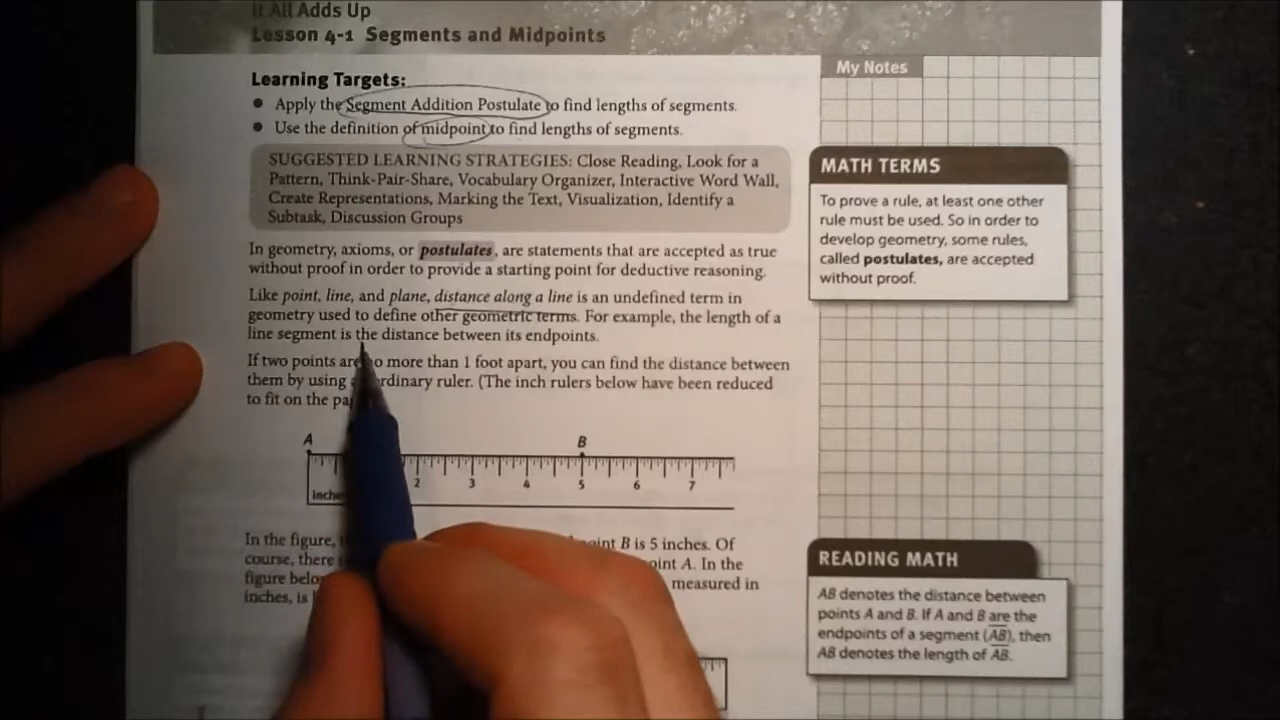 It All Adds Up
Lesson 4-1 Segments and Midpoints
Learning Targets:
• Apply the Segment Addition Postulate to find lengths of segments.
• Use the definition of midpoint to find lengths of segments.
SUGGESTED LEARNING STRATEGIES: Close Reading, Look for a
Pattern, Think-Pair-Share, Vocabulary Organizer, Interactive Word Wall,
Create Representations, Marking the Text, Visualization, Identify a
Subtask, Discussion Groups
In geometry, axioms, or postulates, are statements that are accepted as true
without proof in order to provide a starting point for deductive reasoning.
Like point, line, and plane, distance along a line is an undefined term in
geometry used to define other geometric terms. For example, the length of a
line segment is the distance between its endpoints.
If two points are no more than 1 foot apart, you can find the distance between
them by using ordinary ruler. (The inch rulers below have been reduced
to fit on the
A B
2 3 4 5 6 7
Inches
In the figure, point B is 5 inches. Of
course, there point A. In the
figure below measured in
inches, is
My Notes
MATH TERMS
To prove a rule, at least one other
rule must be used. So in order to
develop geometry, some rules,
called postulates, are accepted
without proof.
READING MATH
AB denotes the distance between
points A and B. If A and B are the
endpoints of a segment (AB), then
AB denotes the length of AB.